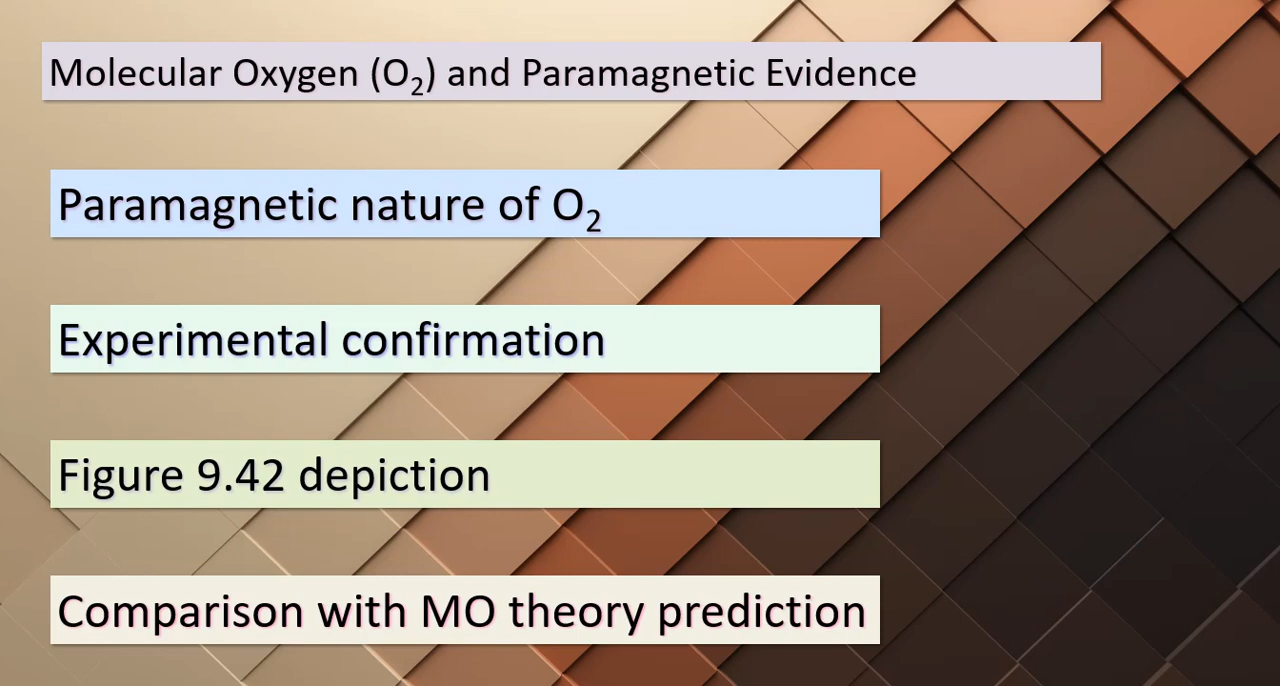 Molecular Oxygen (O₂) and Paramagnetic Evidence
Paramagnetic nature of O₂
Experimental confirmation
Figure 9.42 depiction
Comparison with MO theory prediction